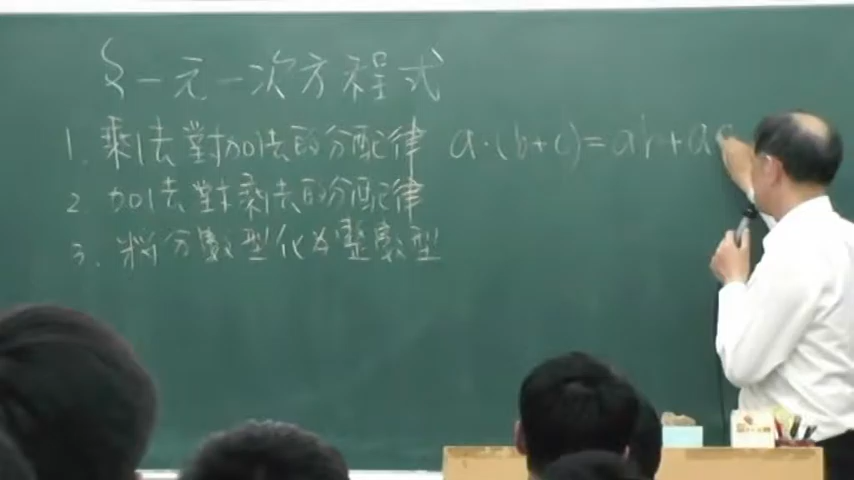 一元一次方程式
1. 乘法對加法的分配律 a·(b+c)=ab+ac
2. 加法對乘法的分配律
3. 將分數型化為整數型